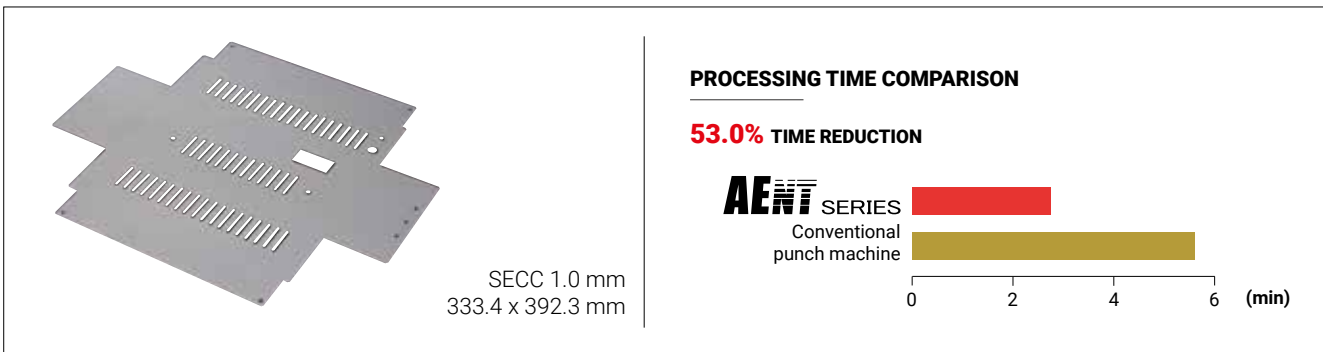 SECC 1.0 mm
333.4 x 392.3 mm
PROCESSING TIME COMPARISON
53.0% TIME REDUCTION
AENT SERIES
Conventional
punch machine
0 2 4 6 (min)